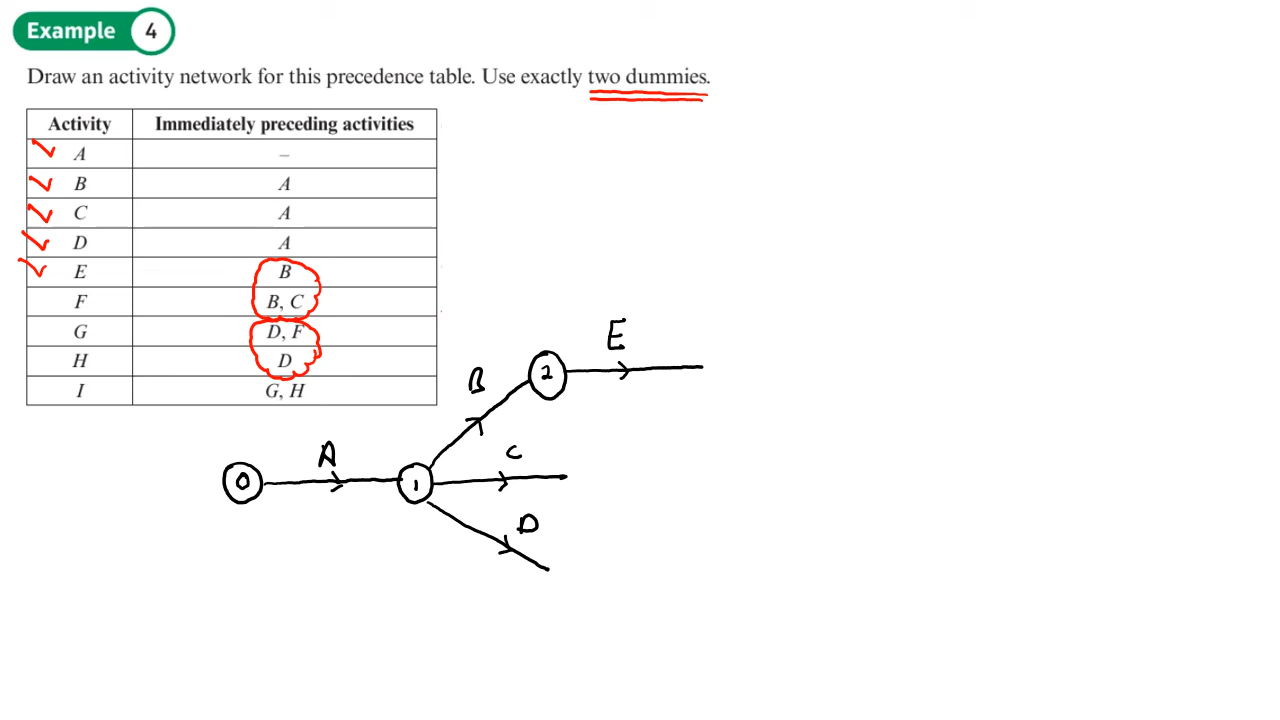 Example 4
Draw an activity network for this precedence table. Use exactly two dummies.
Activity Immediately preceding activities
A –
B A
C A
D A
E B
F B, C
G D, F
H D
I G, H
E
B 2
A C
0 1
D